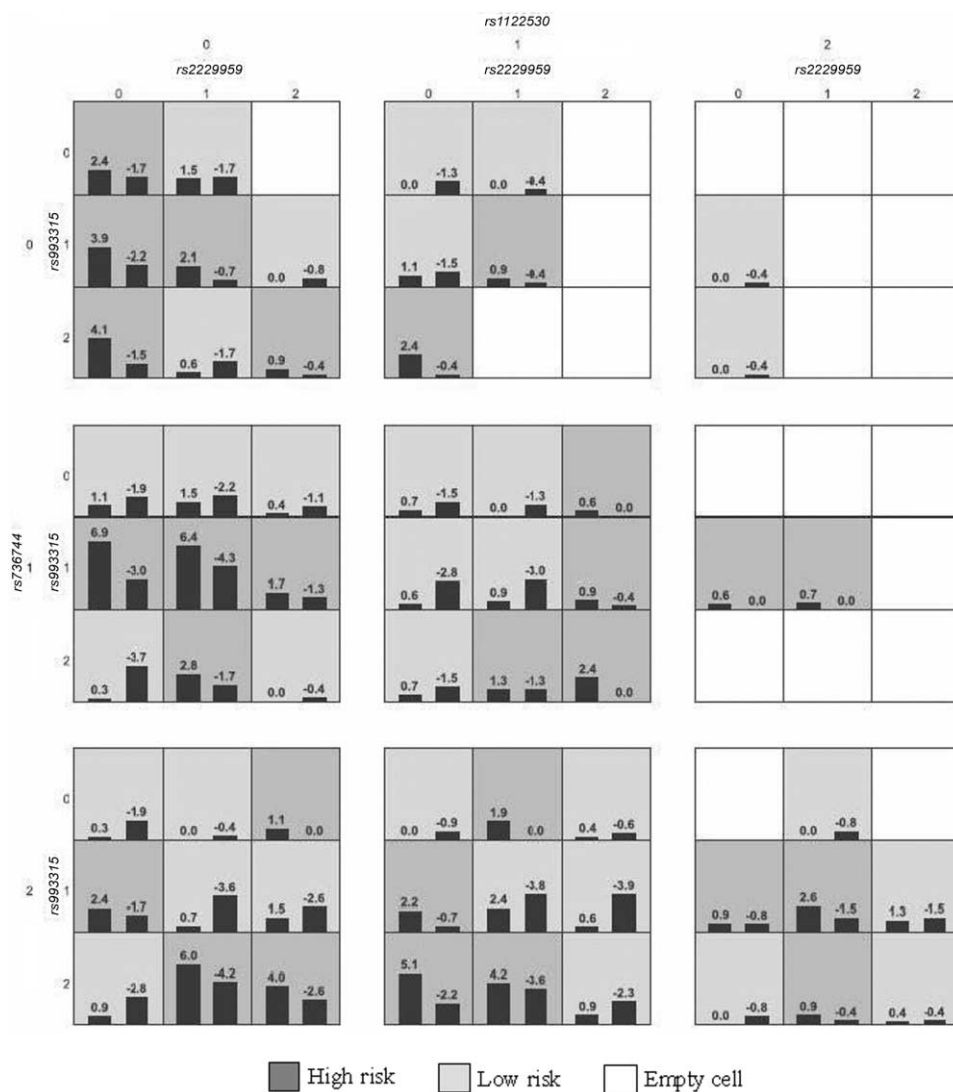 rs1122530
0 1 2
rs2229959 rs2229959 rs2229959
0 1 2 0 1 2 0 1 2
0
2.4 -1.7 1.5 -1.7 0.0 -1.3 0.0 -0.4
0 rs993315 1
3.9 -2.2 2.1 -0.7 0.0 -0.8 1.1 -1.5 0.9 -0.4 0.0 -0.4
2
4.1 -1.5 0.6 -1.7 0.9 -0.4 2.4 -0.4 0.0 -0.4
0
1.1 -1.9 1.5 -2.2 0.4 -1.1 0.7 -1.5 0.0 -1.3 0.6 0.0
rs736744 1 rs993315 1
6.9 -3.0 6.4 -4.3 1.7 -1.3 0.6 -2.8 0.9 -3.0 0.9 -0.4 0.6 0.0 0.7 0.0
2
0.3 -3.7 2.8 -1.7 0.0 -0.4 0.7 -1.5 1.3 -1.3 2.4 0.0
0
0.3 -1.9 0.0 -0.4 1.1 0.0 0.0 -0.9 1.9 0.0 0.4 -0.6 0.0 -0.8
2 rs993315 1
2.4 -1.7 0.7 -3.6 1.5 -2.6 2.2 -0.7 2.4 -3.8 0.6 -3.9 0.9 -0.8 2.6 -1.5 1.3 -1.5
2
0.9 -2.8 6.0 -4.2 4.0 -2.6 5.1 -2.2 4.2 -3.6 0.9 -2.3 0.0 -0.8 0.9 -0.4 0.4 -0.4
High risk Low risk Empty cell